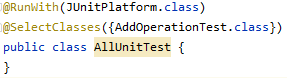 @RunWith(JUnitPlatform.class)
@SelectClasses({AddOperationTest.class})
public class AllUnitTest {
}